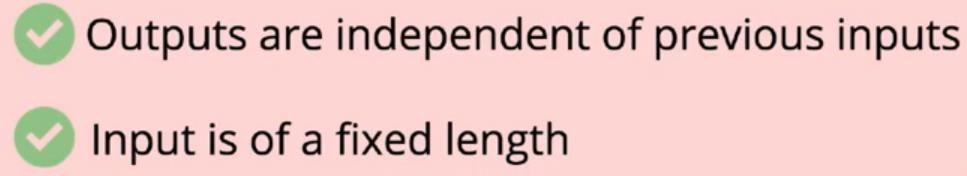 Outputs are independent of previous inputs
Input is of a fixed length